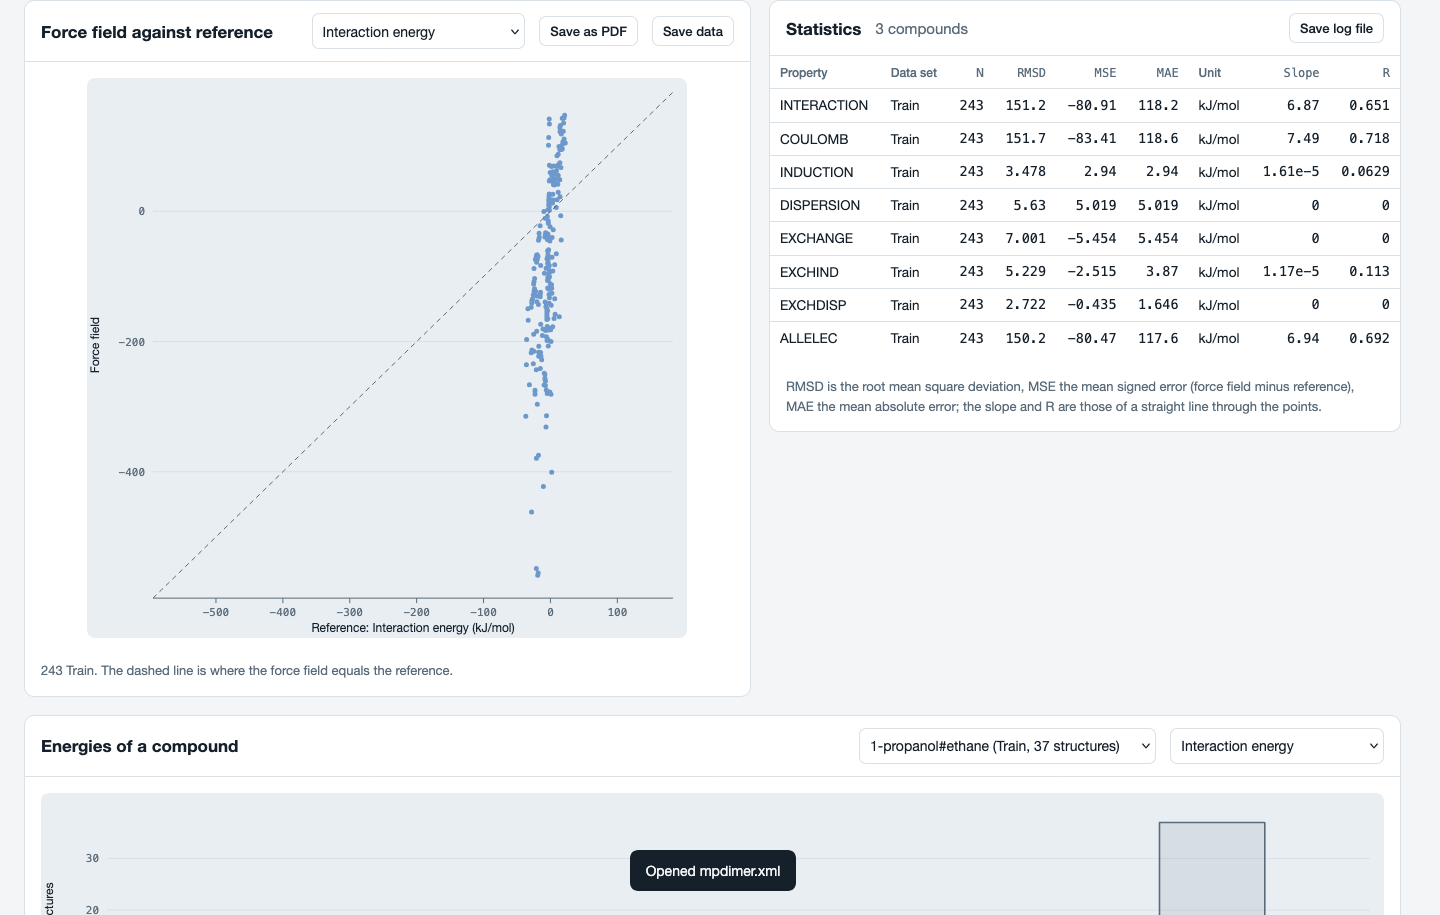 Force field against reference
Interaction energy
Save as PDF
Save data
0
−200
−400
Force field
−500
−400
−300
−200
−100
0
100
Reference: Interaction energy (kJ/mol)
243 Train. The dashed line is where the force field equals the reference.
Statistics 3 compounds
Save log file
Property Data set N RMSD MSE MAE Unit Slope R
INTERACTION Train 243 151.2 −80.91 118.2 kJ/mol 6.87 0.651
COULOMB Train 243 151.7 −83.41 118.6 kJ/mol 7.49 0.718
INDUCTION Train 243 3.478 2.94 2.94 kJ/mol 1.61e−5 0.0629
DISPERSION Train 243 5.63 5.019 5.019 kJ/mol 0 0
EXCHANGE Train 243 7.001 −5.454 5.454 kJ/mol 0 0
EXCHIND Train 243 5.229 −2.515 3.87 kJ/mol 1.17e−5 0.113
EXCHDISP Train 243 2.722 −0.435 1.646 kJ/mol 0 0
ALLELEC Train 243 150.2 −80.47 117.6 kJ/mol 6.94 0.692
RMSD is the root mean square deviation, MSE the mean signed error (force field minus reference),
MAE the mean absolute error; the slope and R are those of a straight line through the points.
Energies of a compound
1-propanol#ethane (Train, 37 structures)
Interaction energy
30
20
Opened mpdimer.xml